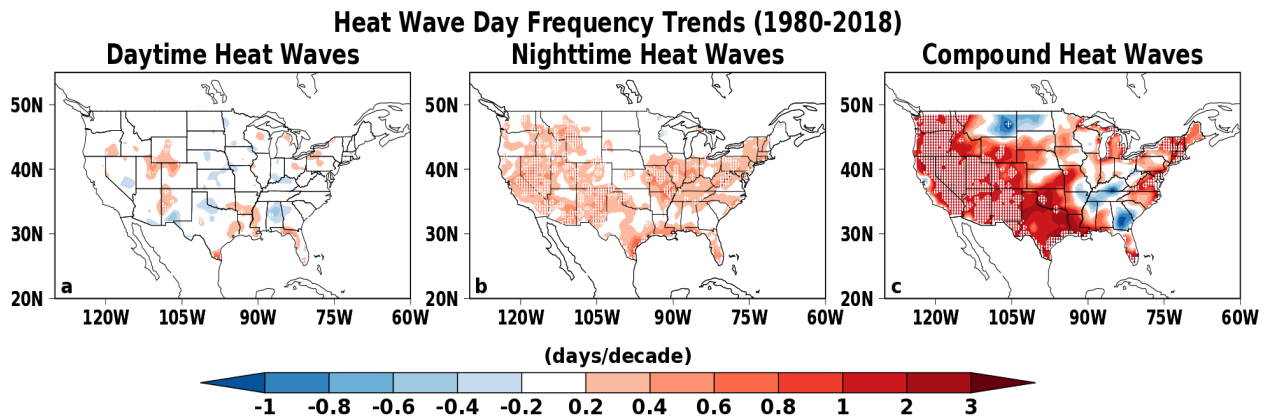 Heat Wave Day Frequency Trends (1980-2018)
Daytime Heat Waves Nighttime Heat Waves Compound Heat Waves
50N 50N 50N
40N 40N 40N
30N 30N 30N
a b c
20N 20N 20N
120W 105W 90W 75W 60W 120W 105W 90W 75W 60W 120W 105W 90W 75W 60W
(days/decade)
-1 -0.8 -0.6 -0.4 -0.2 0.2 0.4 0.6 0.8 1 2 3